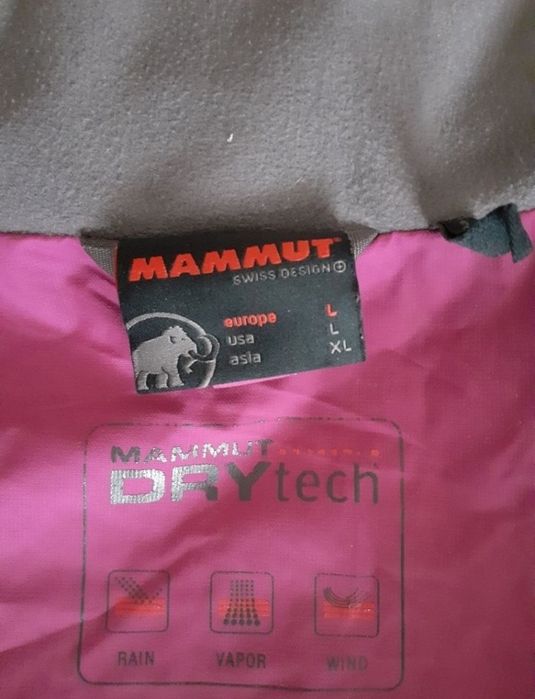 MAMMUT
SWISS DESIGN
europe L
usa L
asia XL
MAMMUT
DRYtech
RAIN VAPOR WIND